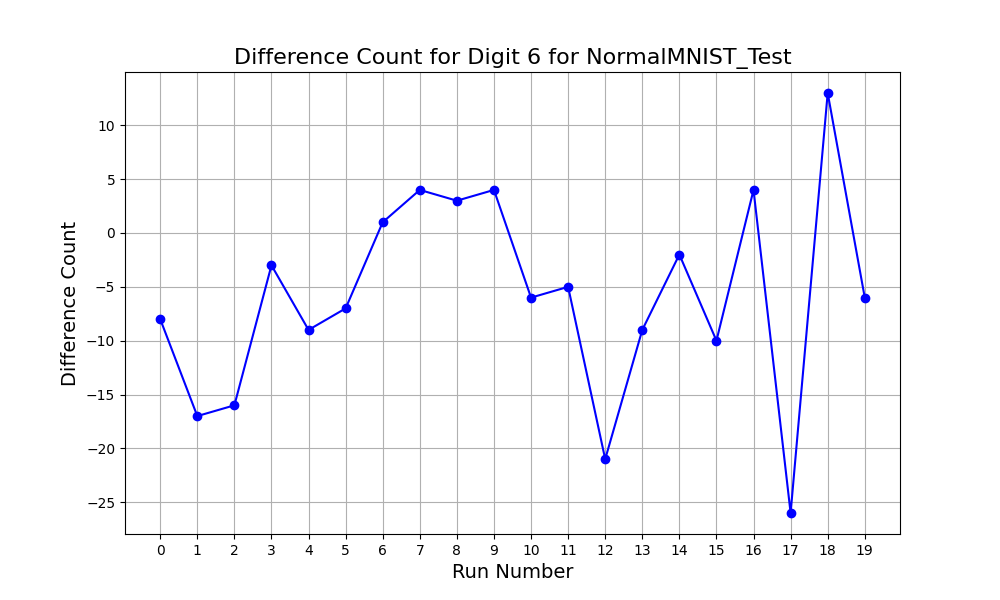 Difference Count for Digit 6 for NormalMNIST_Test
Difference Count
10
5
0
−5
−10
−15
−20
−25
0 1 2 3 4 5 6 7 8 9 10 11 12 13 14 15 16 17 18 19
Run Number